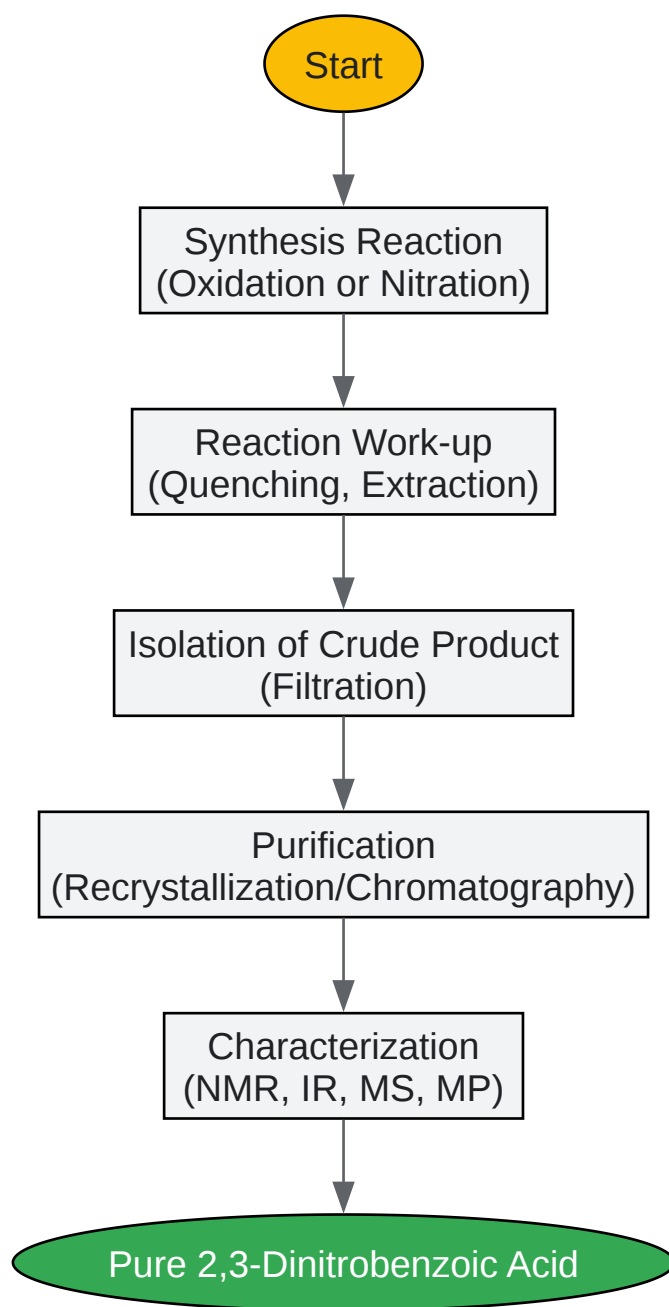 Start
Synthesis Reaction
(Oxidation or Nitration)
Reaction Work-up
(Quenching, Extraction)
Isolation of Crude Product
(Filtration)
Purification
(Recrystallization/Chromatography)
Characterization
(NMR, IR, MS, MP)
Pure 2,3-Dinitrobenzoic Acid